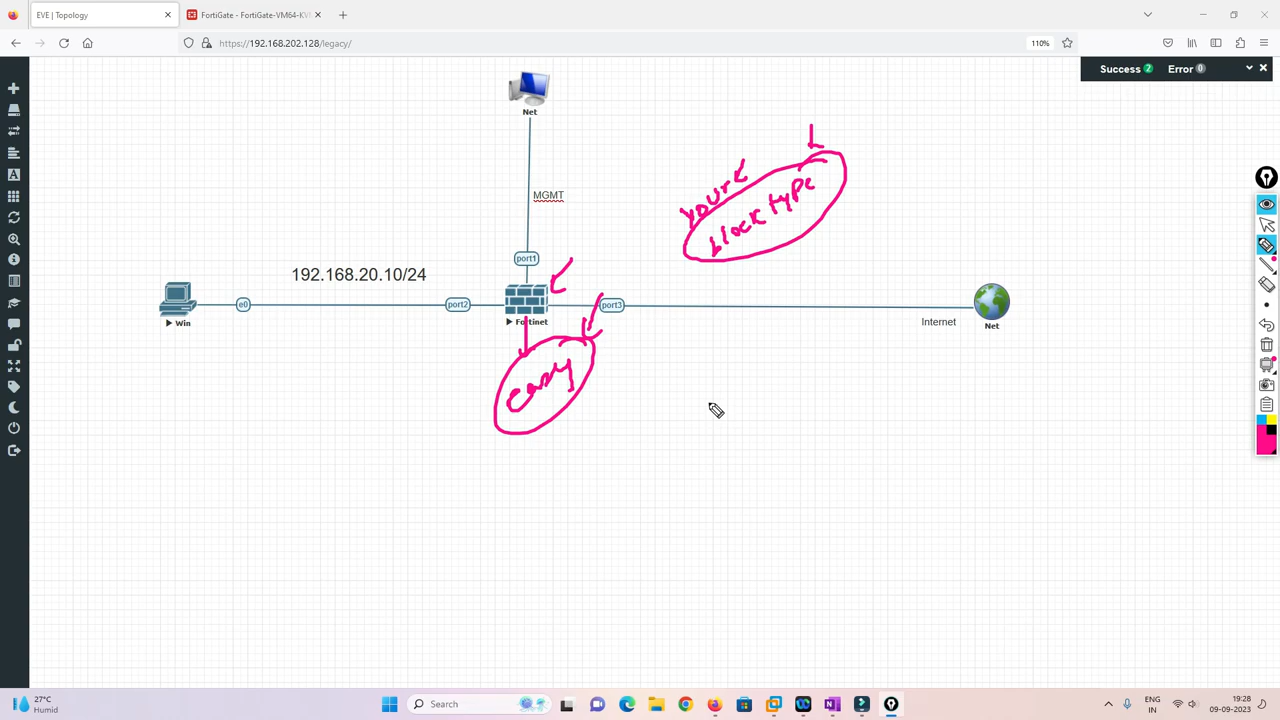 EVE | Topology
FortiGate - FortiGate-VM64-KV
https://192.168.202.128/legacy/
110%
Success 2 Error 0
Net
MGMT
your
block type
port1
192.168.20.10/24
e0
port2
port3
Win
Fortinet
Internet
Net
easy
27°C
Humid
Search
ENG
IN
19:28
09-09-2023